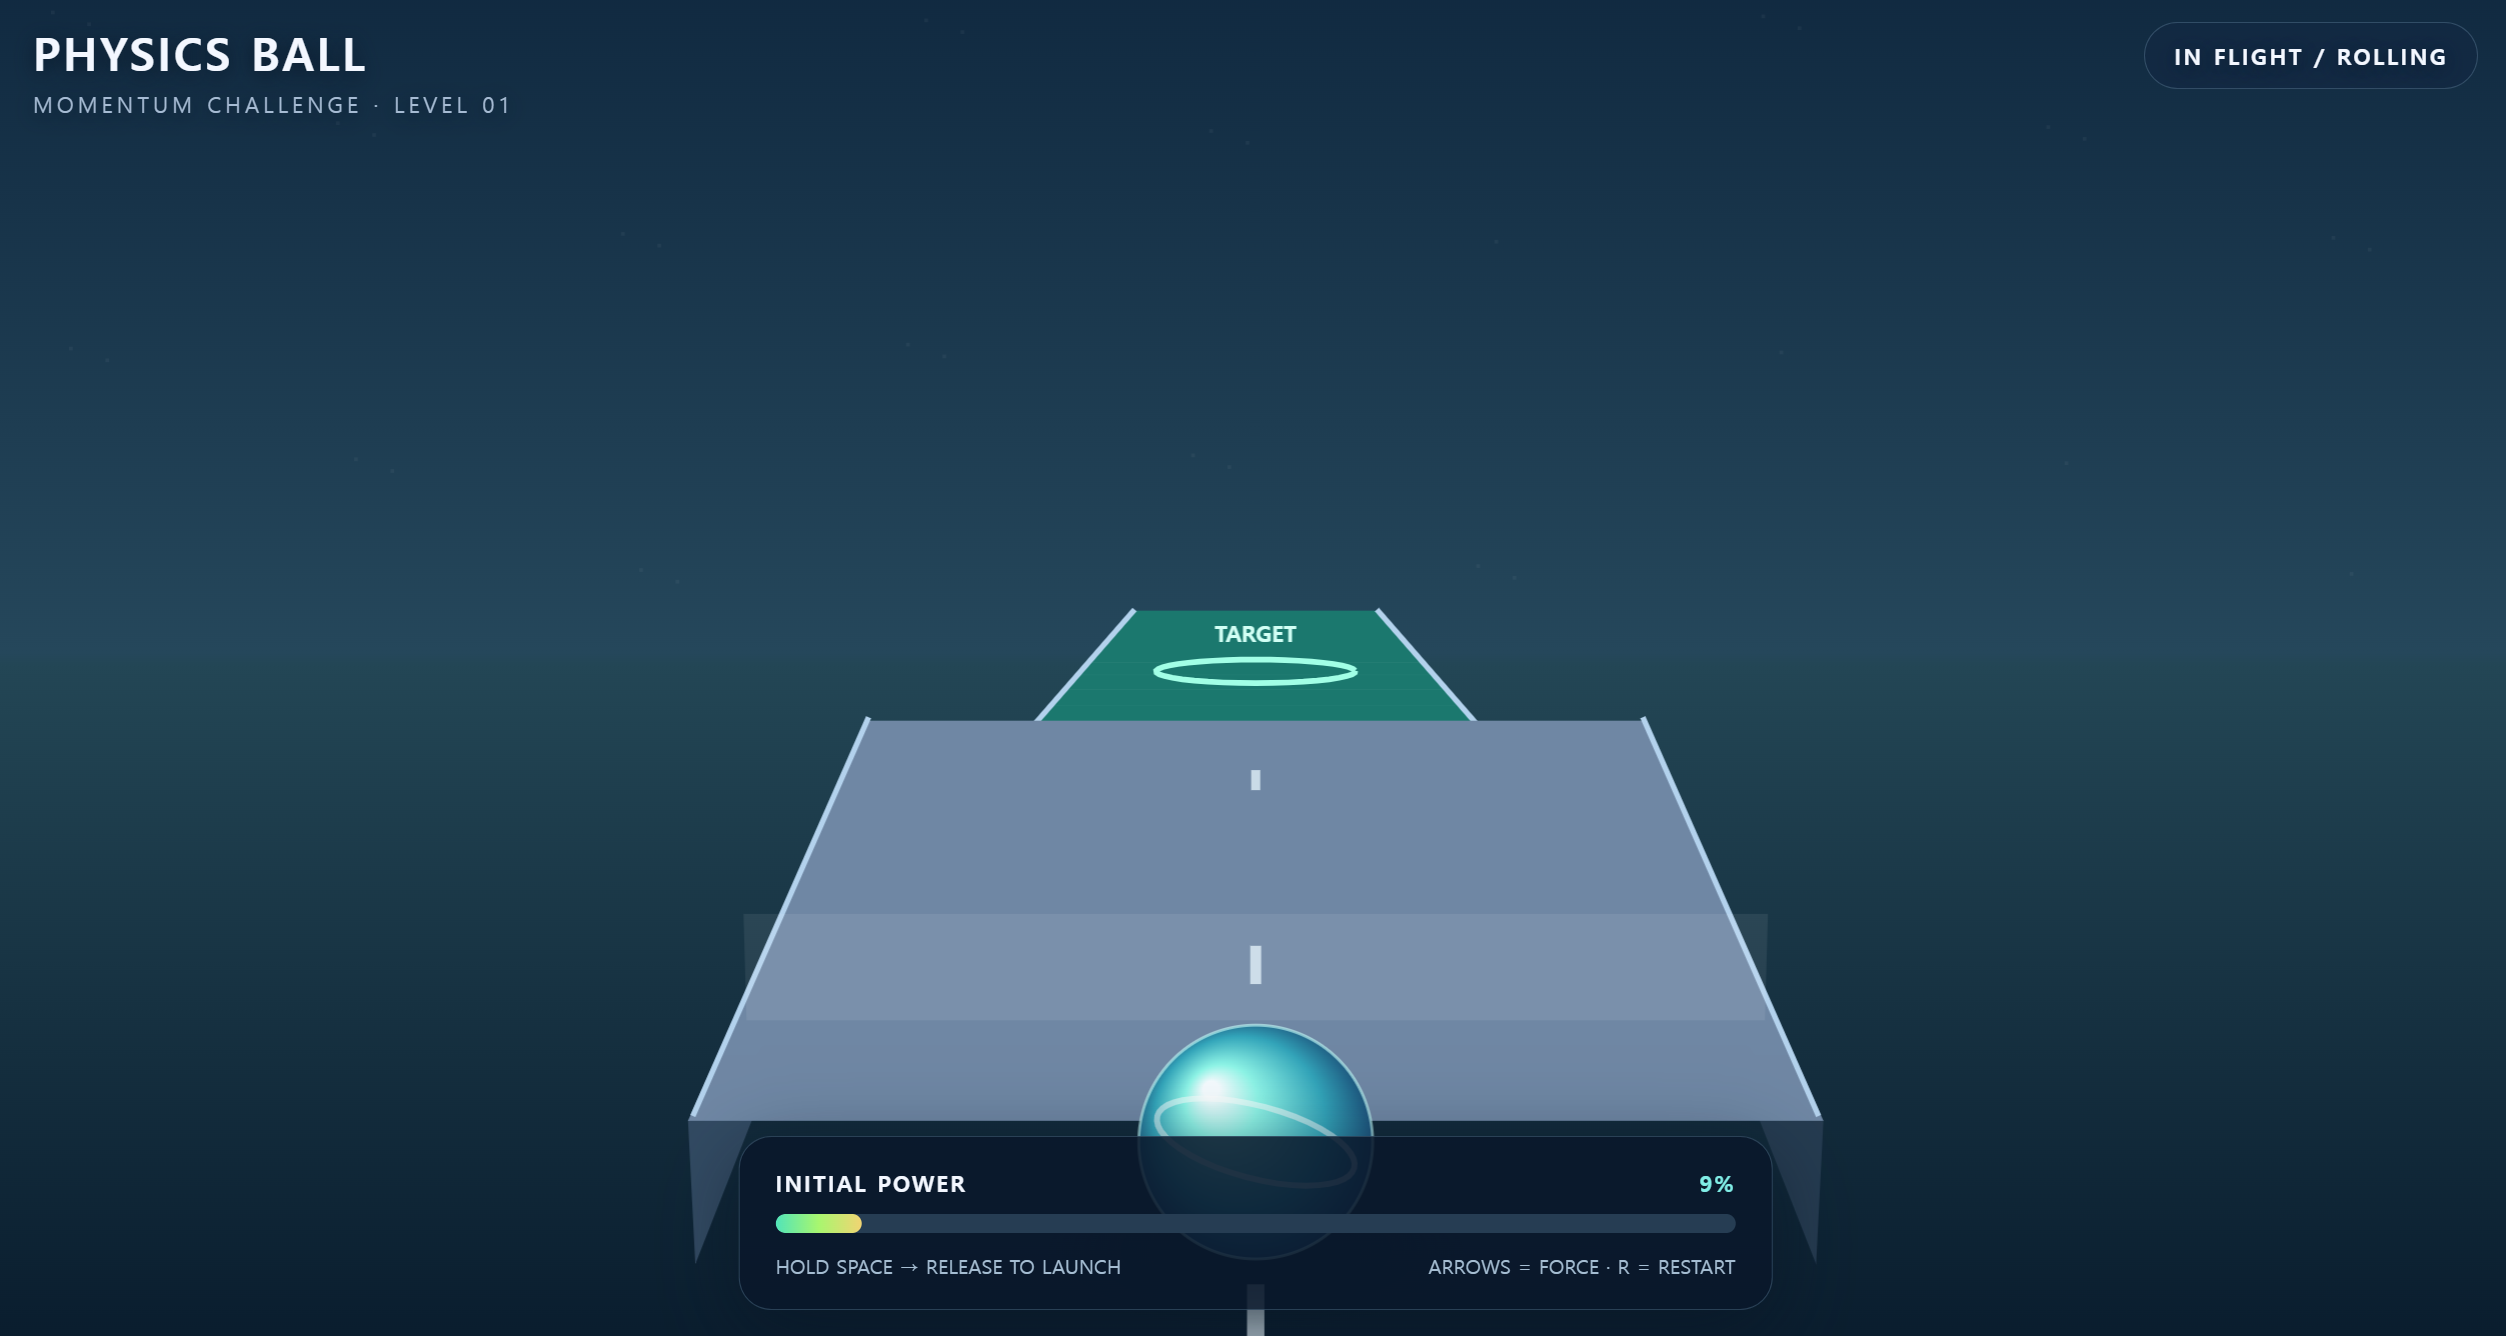 PHYSICS BALL
MOMENTUM CHALLENGE · LEVEL 01
IN FLIGHT / ROLLING
TARGET
INITIAL POWER 9%
HOLD SPACE → RELEASE TO LAUNCH
ARROWS = FORCE · R = RESTART